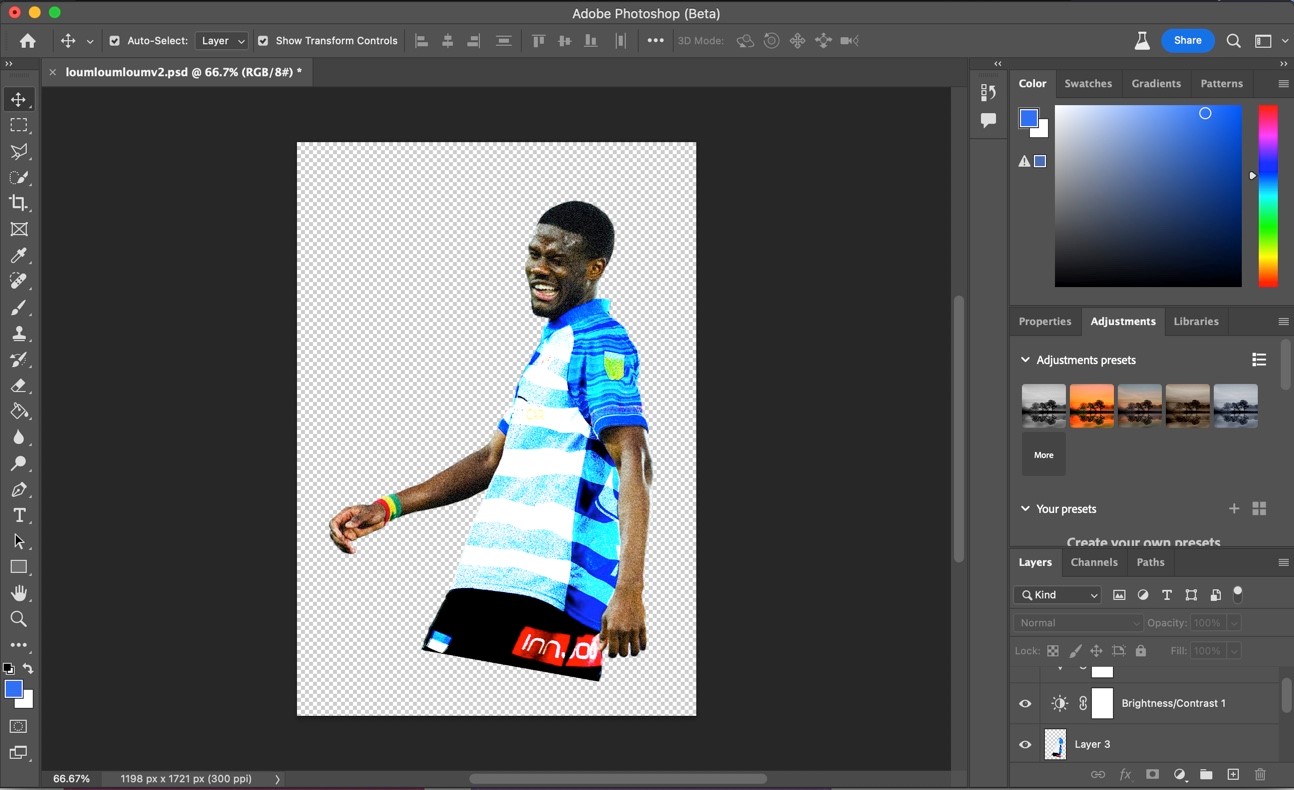 Adobe Photoshop (Beta)
Auto-Select: Layer Show Transform Controls 3D Mode: Share
loumloumloumv2.psd @ 66.7% (RGB/8#) *
Color Swatches Gradients Patterns
Properties Adjustments Libraries
Adjustments presets
More
Your presets
Create your own presets
Layers Channels Paths
Kind
Normal Opacity: 100%
Lock: Fill: 100%
Brightness/Contrast 1
Layer 3
66.67% 1198 px x 1721 px (300 ppi)